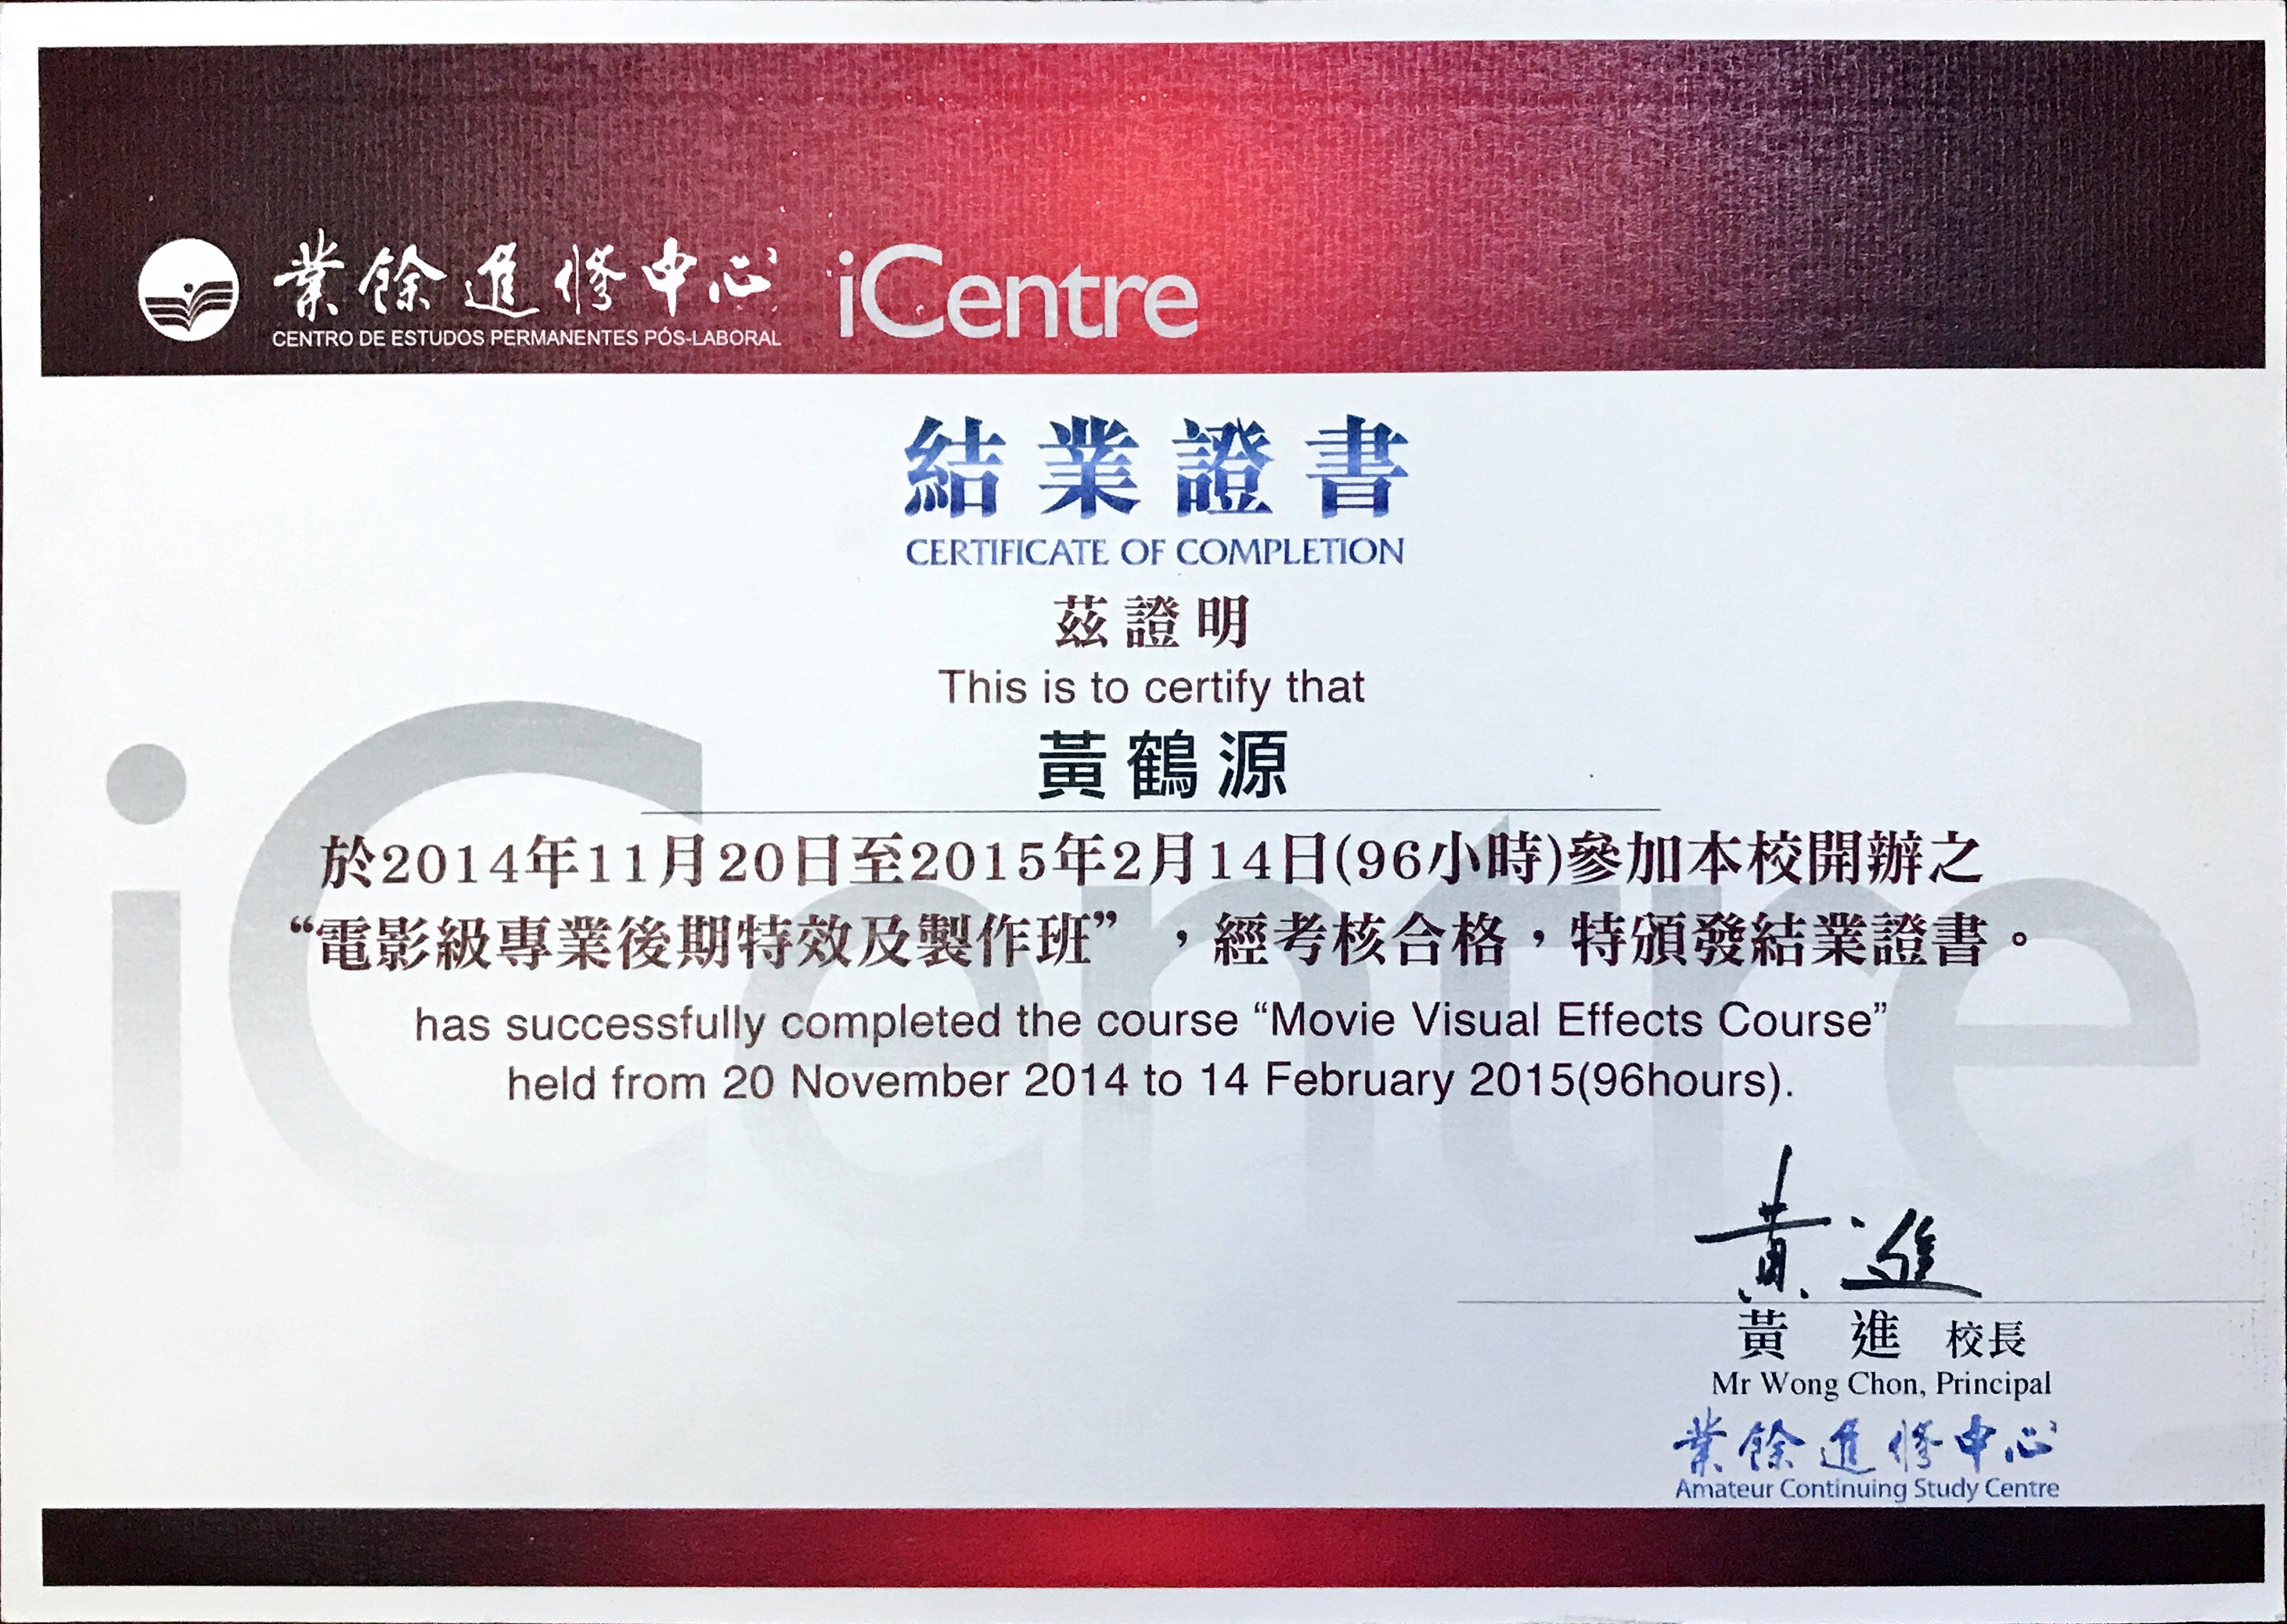 業餘進修中心 iCentre
CENTRO DE ESTUDOS PERMANENTES PÓS-LABORAL
結業證書
CERTIFICATE OF COMPLETION
茲證明
This is to certify that
黃鶴源
於2014年11月20日至2015年2月14日(96小時)參加本校開辦之
“電影級專業後期特效及製作班”，經考核合格，特頒發結業證書。
has successfully completed the course “Movie Visual Effects Course”
held from 20 November 2014 to 14 February 2015(96hours).
iCentre
黃進
黃 進 校長
Mr Wong Chon, Principal
業餘進修中心
Amateur Continuing Study Centre